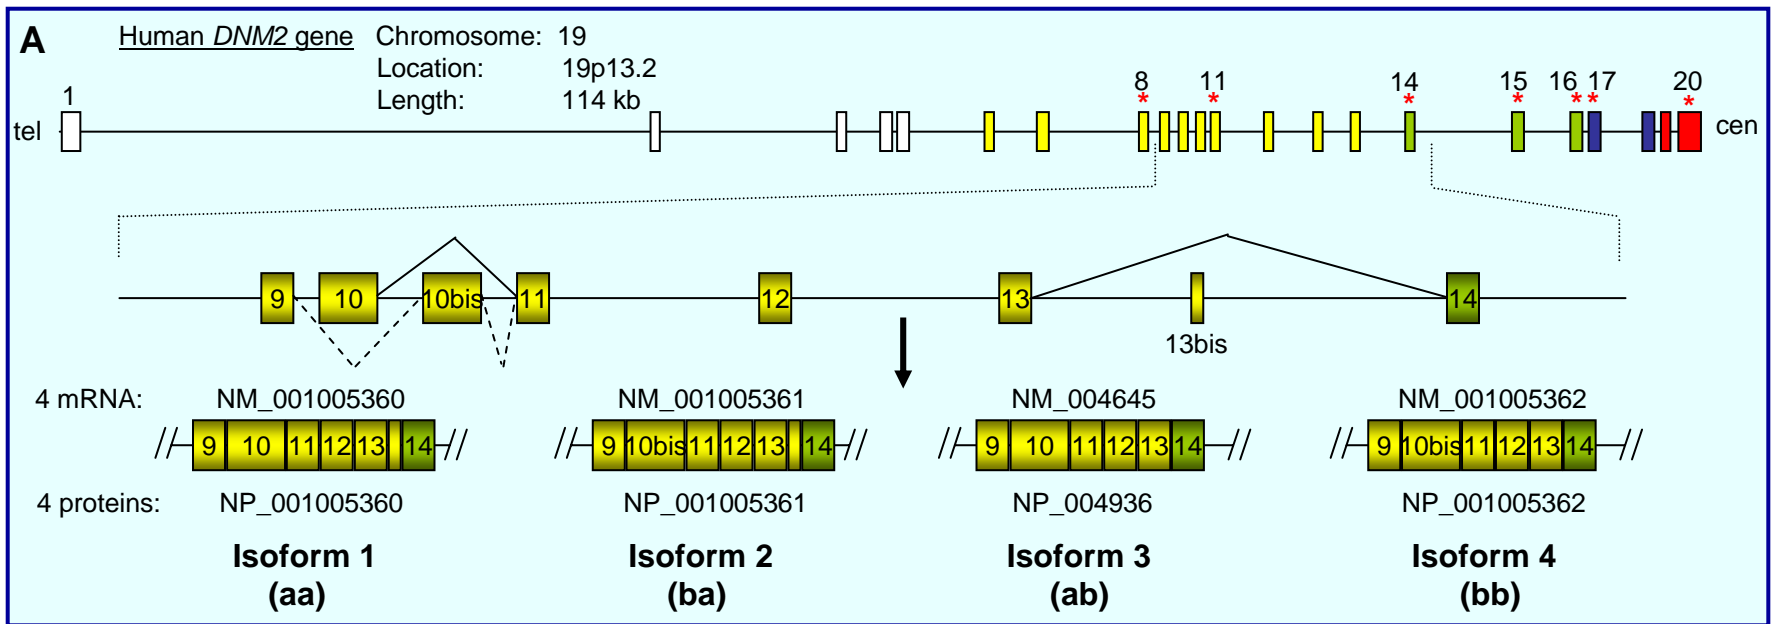 A
Human DNM2 gene Chromosome: 19
Location: 19p13.2
Length: 114 kb
1 8 11 14 15 16 17 20
* * * * * * *
tel cen
9 10 10bis 11 12 13 14
13bis
4 mRNA: NM_001005360 NM_001005361 NM_004645 NM_001005362
// 9 10 11 12 13 14 // // 9 10bis 11 12 13 14 // // 9 10 11 12 13 14 // // 9 10bis 11 12 13 14 //
4 proteins: NP_001005360 NP_001005361 NP_004936 NP_001005362
Isoform 1 Isoform 2 Isoform 3 Isoform 4
(aa) (ba) (ab) (bb)